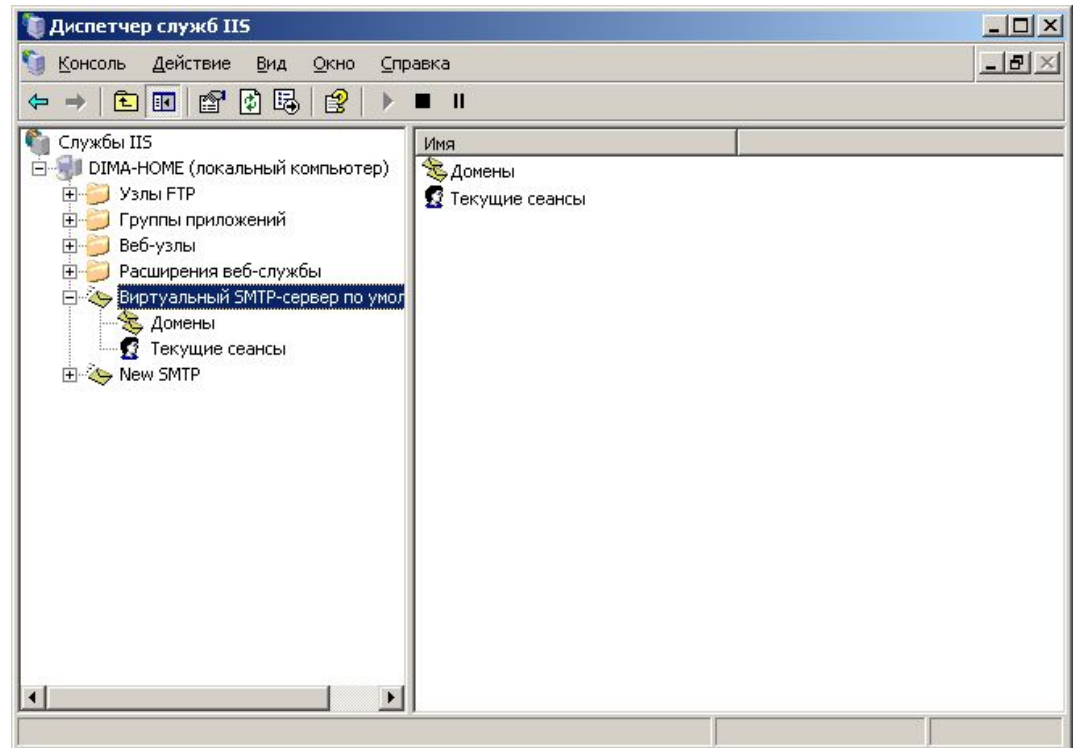 Диспетчер служб IIS
Консоль Действие Вид Окно Справка
Службы IIS
DIMA-HOME (локальный компьютер)
Узлы FTP
Группы приложений
Веб-узлы
Расширения веб-службы
Виртуальный SMTP-сервер по умол
Домены
Текущие сеансы
New SMTP
Имя
Домены
Текущие сеансы